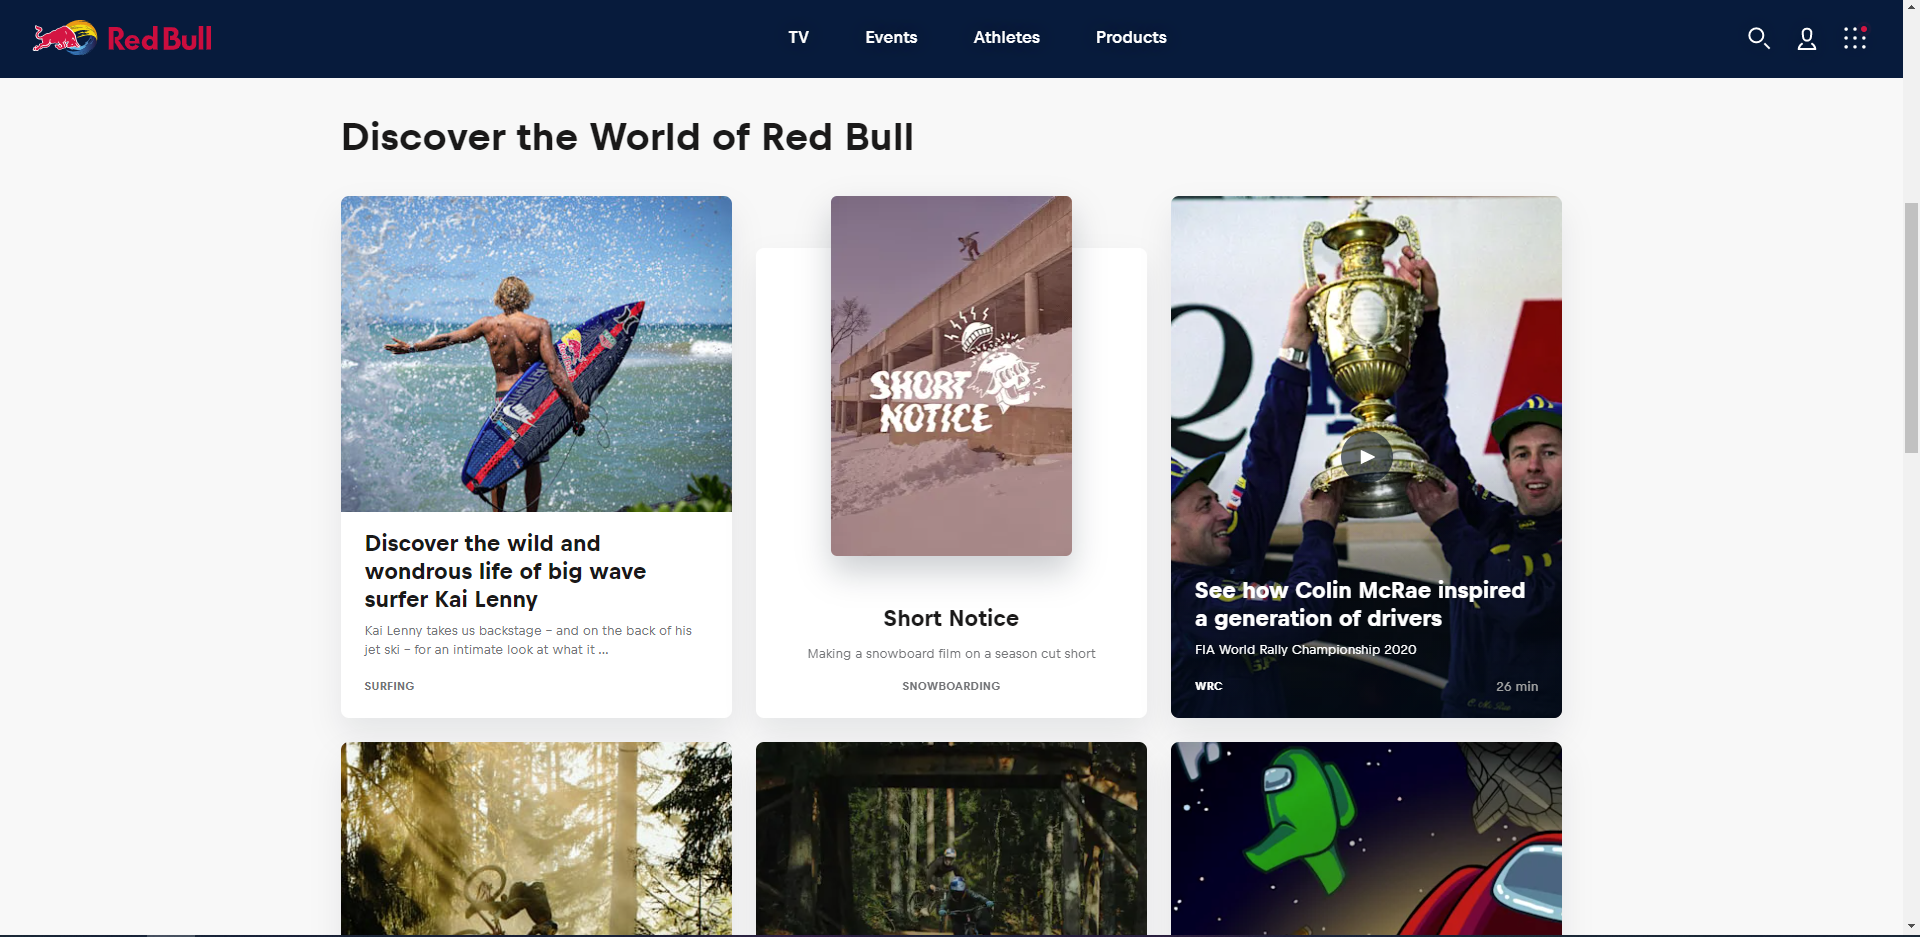 Red Bull
TV
Events
Athletes
Products
Discover the World of Red Bull
SHORT
NOTICE
Discover the wild and
wondrous life of big wave
surfer Kai Lenny
Kai Lenny takes us backstage – and on the back of his
jet ski – for an intimate look at what it ...
SURFING
Short Notice
Making a snowboard film on a season cut short
SNOWBOARDING
See how Colin McRae inspired
a generation of drivers
FIA World Rally Championship 2020
WRC
26 min